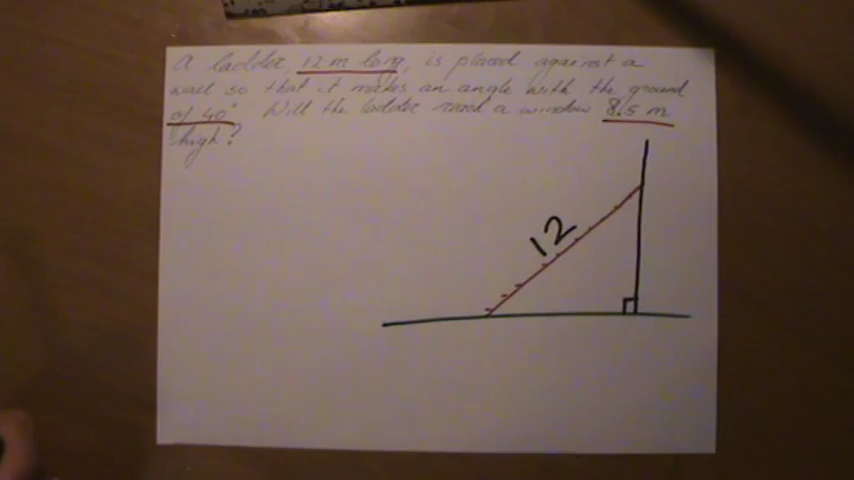 A ladder, 12 m long, is placed against a
wall so that it makes an angle with the ground
of 40° Will the ladder reach a window 8.5 m
high?
12